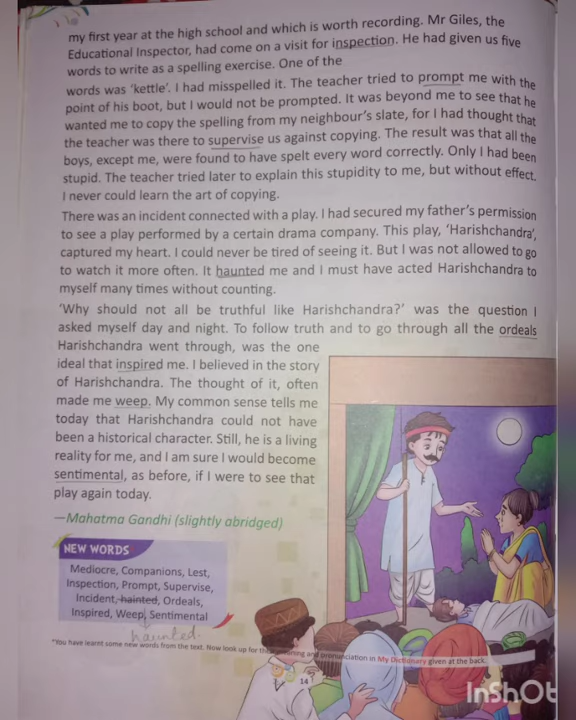 my first year at the high school and which is worth recording. Mr Giles, the
Educational Inspector, had come on a visit for inspection. He had given us five
words to write as a spelling exercise. One of the
words was 'kettle'. I had misspelled it. The teacher tried to prompt me with the
point of his boot, but I would not be prompted. It was beyond me to see that he
wanted me to copy the spelling from my neighbour's slate, for I had thought that
the teacher was there to supervise us against copying. The result was that all the
boys, except me, were found to have spelt every word correctly. Only I had been
stupid. The teacher tried later to explain this stupidity to me, but without effect.
I never could learn the art of copying.
There was an incident connected with a play. I had secured my father's permission
to see a play performed by a certain drama company. This play, 'Harishchandra',
captured my heart. I could never be tired of seeing it. But I was not allowed to go
to watch it more often. It haunted me and I must have acted Harishchandra to
myself many times without counting.
'Why should not all be truthful like Harishchandra?' was the question I
asked myself day and night. To follow truth and to go through all the ordeals
Harishchandra went through, was the one
ideal that inspired me. I believed in the story
of Harishchandra. The thought of it, often
made me weep. My common sense tells me
today that Harishchandra could not have
been a historical character. Still, he is a living
reality for me, and I am sure I would become
sentimental, as before, if I were to see that
play again today.
—Mahatma Gandhi (slightly abridged)
NEW WORDS
Mediocre, Companions, Lest,
Inspection, Prompt, Supervise,
Incident, hainted, Ordeals,
Inspired, Weep, Sentimental
haunted.
*You have learnt some new words from the text. Now look up for their meaning and pronunciation in My Dictionary given at the back.
14
InShOt